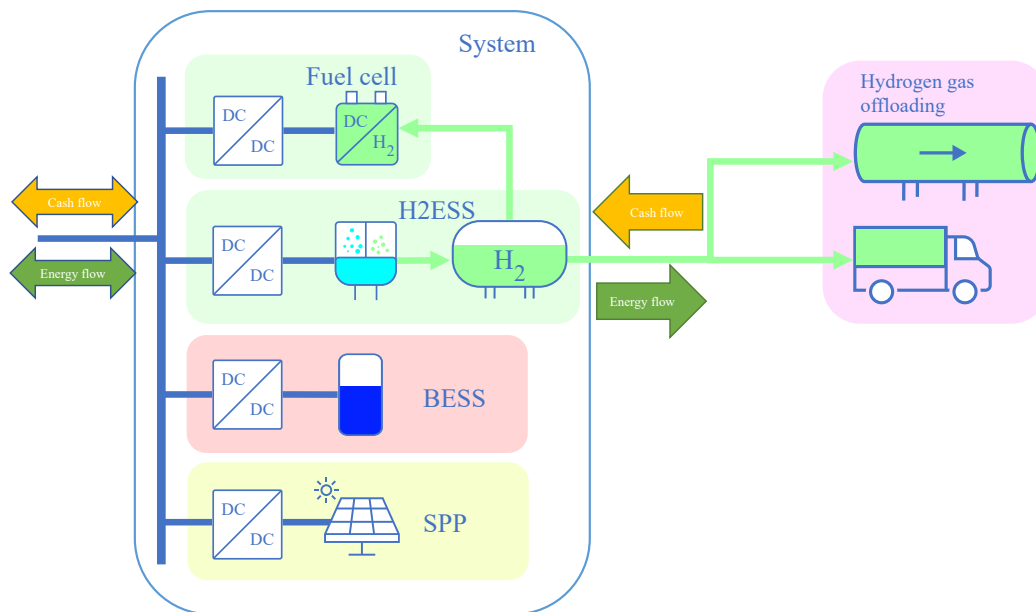 System
Fuel cell
DC
DC
DC
H2
Hydrogen gas
offloading
Cash flow
Energy flow
H2ESS
DC
DC
H2
Cash flow
Energy flow
DC
DC
BESS
DC
DC
SPP